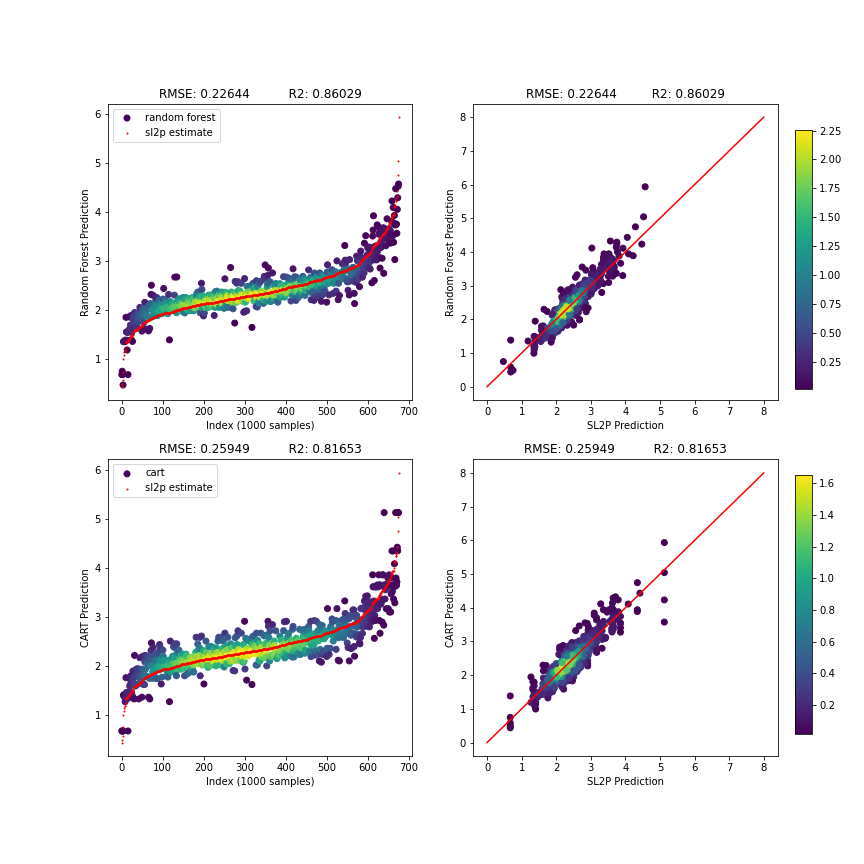 RMSE: 0.22644 R2: 0.86029
random forest
sl2p estimate
Random Forest Prediction
6
5
4
3
2
1
0 100 200 300 400 500 600 700
Index (1000 samples)
RMSE: 0.22644 R2: 0.86029
Random Forest Prediction
8
7
6
5
4
3
2
1
0
0 1 2 3 4 5 6 7 8
SL2P Prediction
2.25
2.00
1.75
1.50
1.25
1.00
0.75
0.50
0.25
RMSE: 0.25949 R2: 0.81653
cart
sl2p estimate
CART Prediction
6
5
4
3
2
1
0 100 200 300 400 500 600 700
Index (1000 samples)
RMSE: 0.25949 R2: 0.81653
CART Prediction
8
7
6
5
4
3
2
1
0
0 1 2 3 4 5 6 7 8
SL2P Prediction
1.6
1.4
1.2
1.0
0.8
0.6
0.4
0.2